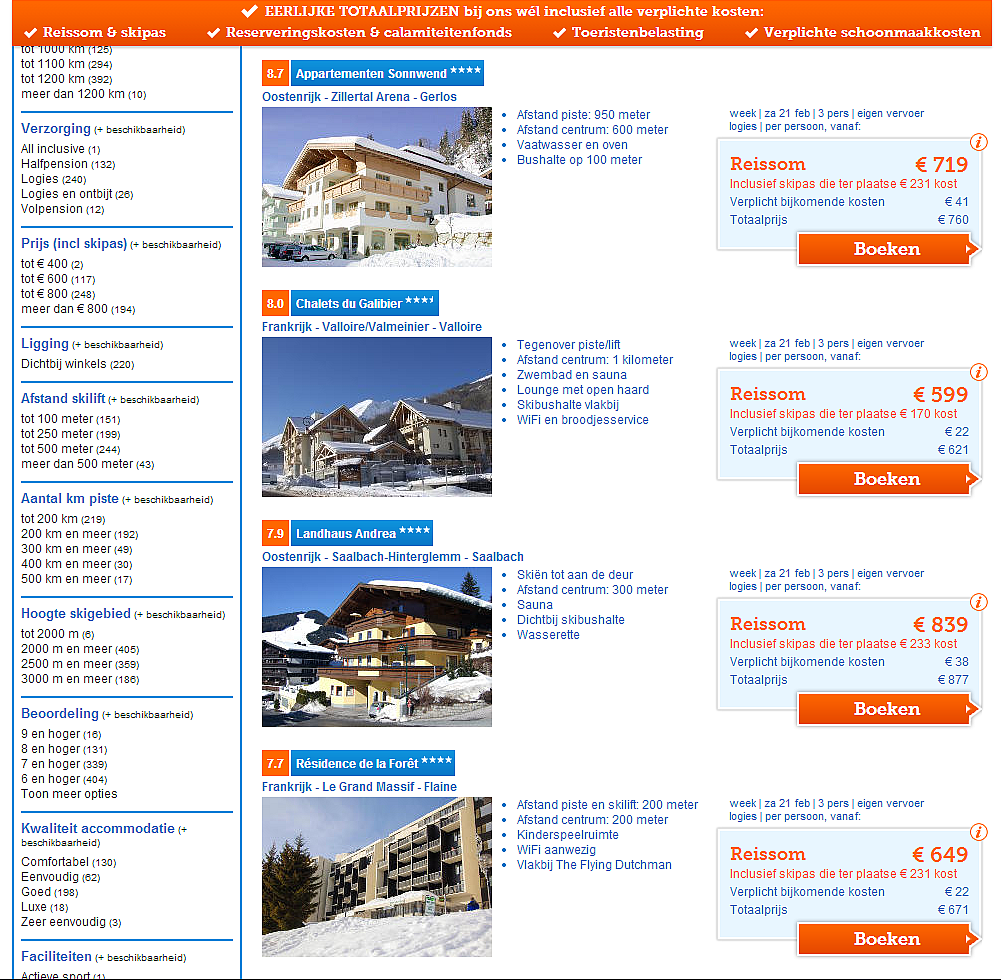 EERLIJKE TOTAALPRIJZEN bij ons wél inclusief alle verplichte kosten:
Reissom & skipas Reserveringskosten & calamiteitenfonds Toeristenbelasting Verplichte schoonmaakkosten
tot 1000 km (125)
tot 1100 km (294)
tot 1200 km (392)
meer dan 1200 km (10)
Verzorging (+ beschikbaarheid)
All inclusive (1)
Halfpension (132)
Logies (240)
Logies en ontbijt (26)
Volpension (12)
Prijs (incl skipas) (+ beschikbaarheid)
tot € 400 (2)
tot € 600 (117)
tot € 800 (248)
meer dan € 800 (194)
Ligging (+ beschikbaarheid)
Dichtbij winkels (220)
Afstand skilift (+ beschikbaarheid)
tot 100 meter (151)
tot 250 meter (199)
tot 500 meter (244)
meer dan 500 meter (43)
Aantal km piste (+ beschikbaarheid)
tot 200 km (219)
200 km en meer (192)
300 km en meer (49)
400 km en meer (30)
500 km en meer (17)
Hoogte skigebied (+ beschikbaarheid)
tot 2000 m (6)
2000 m en meer (405)
2500 m en meer (359)
3000 m en meer (186)
Beoordeling (+ beschikbaarheid)
9 en hoger (16)
8 en hoger (131)
7 en hoger (339)
6 en hoger (404)
Toon meer opties
Kwaliteit accommodatie (+
beschikbaarheid)
Comfortabel (130)
Eenvoudig (62)
Goed (198)
Luxe (18)
Zeer eenvoudig (3)
Faciliteiten (+ beschikbaarheid)
Actieve sport (1)
8.7 Appartementen Sonnwend ****
Oostenrijk - Zillertal Arena - Gerlos
Afstand piste: 950 meter
Afstand centrum: 600 meter
Vaatwasser en oven
Bushalte op 100 meter
week | za 21 feb | 3 pers | eigen vervoer
logies | per persoon, vanaf:
i
Reissom € 719
Inclusief skipas die ter plaatse € 231 kost
Verplicht bijkomende kosten € 41
Totaalprijs € 760
Boeken
8.0 Chalets du Galibier
Frankrijk - Valloire/Valmeinier - Valloire
Tegenover piste/lift
Afstand centrum: 1 kilometer
Zwembad en sauna
Lounge met open haard
Skibushalte vlakbij
WiFi en broodjesservice
week | za 21 feb | 3 pers | eigen vervoer
logies | per persoon, vanaf:
i
Reissom € 599
Inclusief skipas die ter plaatse € 170 kost
Verplicht bijkomende kosten € 22
Totaalprijs € 621
Boeken
7.9 Landhaus Andrea ****
Oostenrijk - Saalbach-Hinterglemm - Saalbach
Skiën tot aan de deur
Afstand centrum: 300 meter
Sauna
Dichtbij skibushalte
Wasserette
week | za 21 feb | 3 pers | eigen vervoer
logies | per persoon, vanaf:
i
Reissom € 839
Inclusief skipas die ter plaatse € 233 kost
Verplicht bijkomende kosten € 38
Totaalprijs € 877
Boeken
7.7 Résidence de la Forêt ****
Frankrijk - Le Grand Massif - Flaine
Afstand piste en skilift: 200 meter
Afstand centrum: 200 meter
Kinderspeelruimte
WiFi aanwezig
Vlakbij The Flying Dutchman
week | za 21 feb | 3 pers | eigen vervoer
logies | per persoon, vanaf:
i
Reissom € 649
Inclusief skipas die ter plaatse € 231 kost
Verplicht bijkomende kosten € 22
Totaalprijs € 671
Boeken